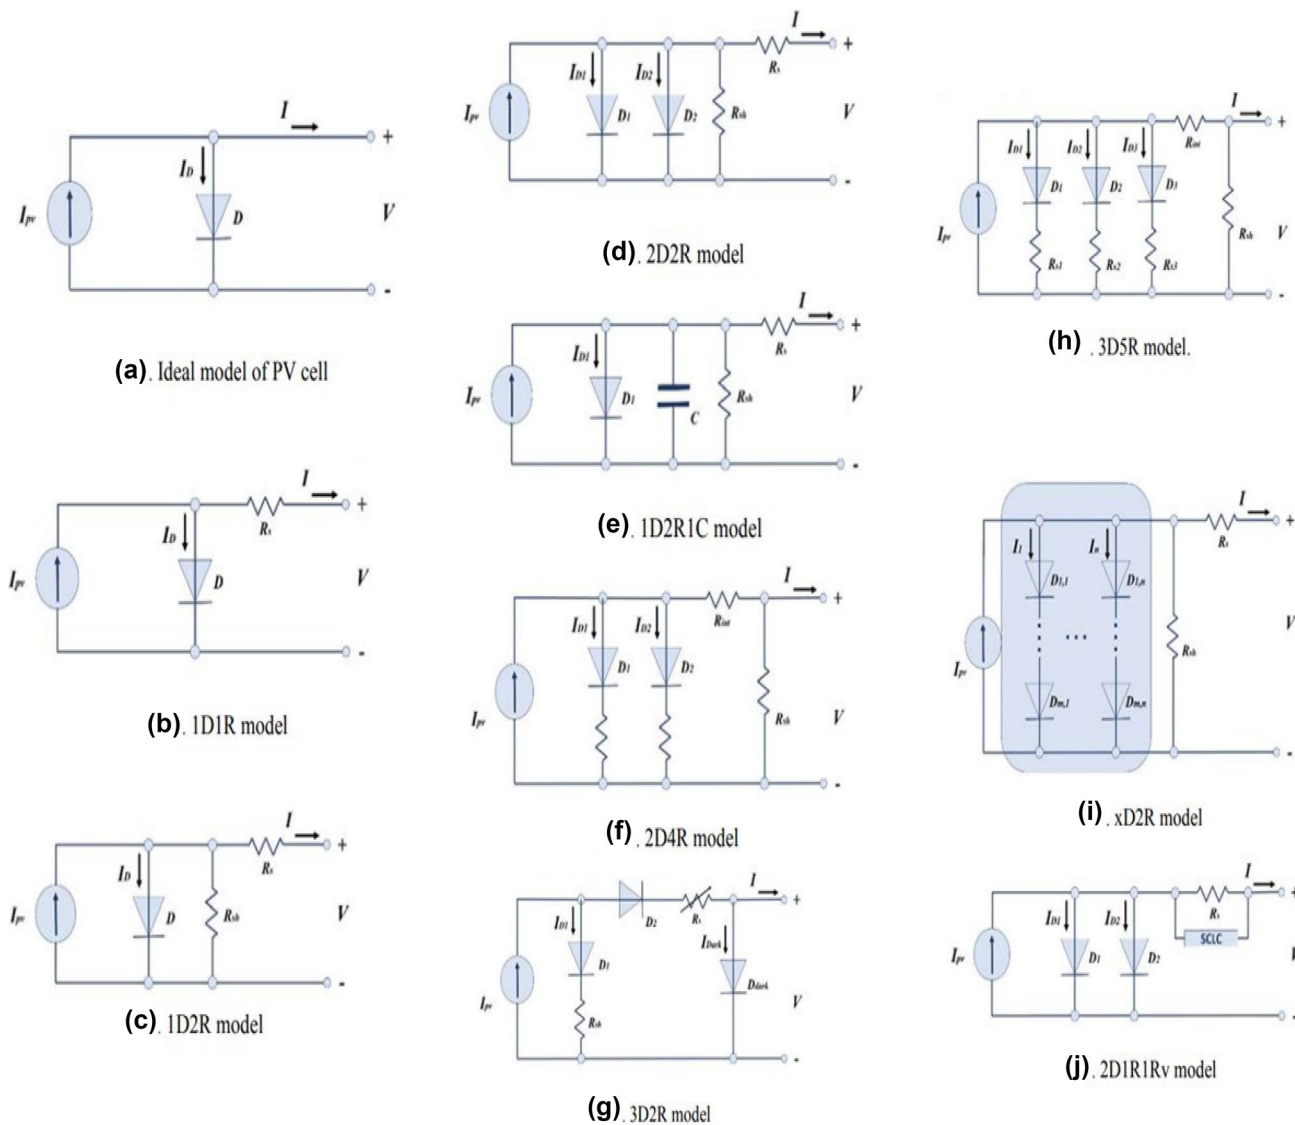 I
I_D
I_pv
D
V
+
-
(a). Ideal model of PV cell
I
R_s
I_D
I_pv
D
V
+
-
(b). 1D1R model
I
R_s
I_D
I_pv
D
R_sh
V
+
-
(c). 1D2R model
I
R_s
I_D1
I_D2
I_pv
D_1
D_2
R_sh
V
+
-
(d). 2D2R model
I
R_s
I_D1
I_pv
D_1
C
R_sh
V
+
-
(e). 1D2R1C model
I
R_int
I_D1
I_D2
D_1
D_2
I_pv
R_sh
V
+
-
(f). 2D4R model
I
D_2
R_s
I_D1
I_Dark
D_1
D_dark
I_pv
R_sh
V
+
-
(g). 3D2R model
I
R_int
I_D1
I_D2
I_D3
D_1
D_2
D_3
I_pv
R_s1
R_s2
R_s3
R_sh
V
+
-
(h) . 3D5R model.
I
R_s
I_1
I_n
D_1,1
D_1,n
...
I_pv
R_sh
D_m,1
D_m,n
V
+
-
(i). xD2R model
I
R_s
SCLC
I_D1
I_D2
I_pv
D_1
D_2
V
+
-
(j). 2D1R1Rv model